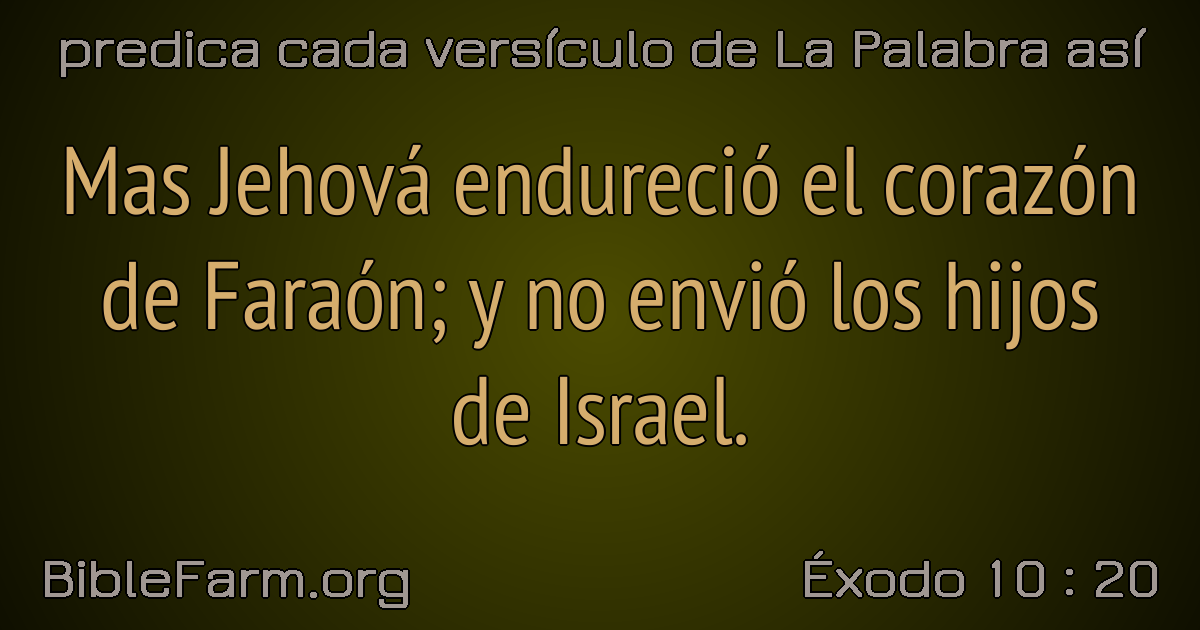 predica cada versículo de La Palabra así
Mas Jehová endureció el corazón
de Faraón; y no envió los hijos
de Israel.
BibleFarm.org
Éxodo 10 : 20